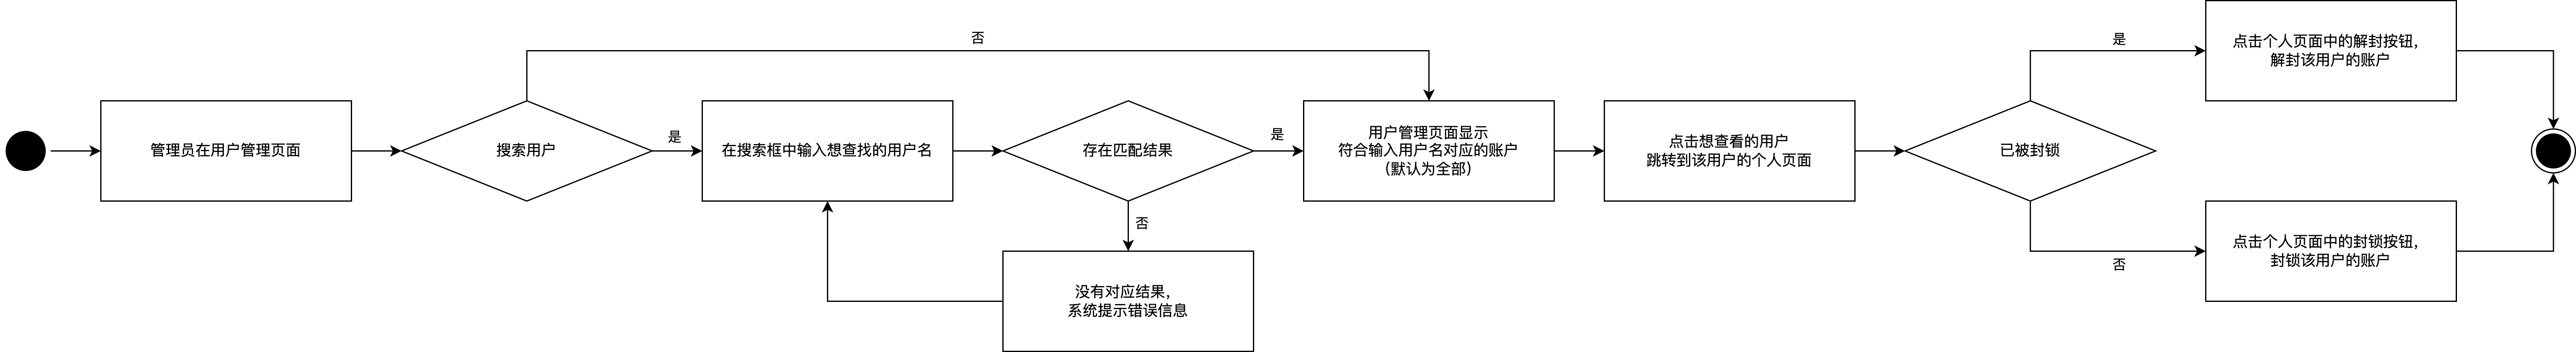 管理员在用户管理页面
搜索用户
否
是
在搜索框中输入想查找的用户名
存在匹配结果
是
否
没有对应结果，
系统提示错误信息
用户管理页面显示
符合输入用户名对应的账户
（默认为全部）
点击想查看的用户
跳转到该用户的个人页面
已被封锁
是
点击个人页面中的解封按钮，
解封该用户的账户
否
点击个人页面中的封锁按钮，
封锁该用户的账户